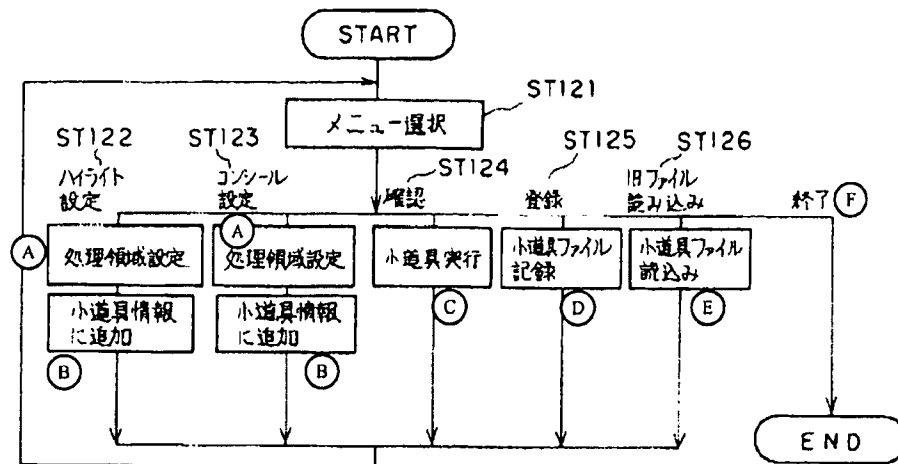 START
ST121
メニュー選択
ST122
ST123
ST124
ST125
ST126
ハイライト
設定
コンシール
設定
確認
登録
旧ファイル
読み込み
終了
F
A
処理領域設定
A
処理領域設定
小道具実行
小道具ファイル
記録
小道具ファイル
読込み
C
D
E
小道具情報
に追加
小道具情報
に追加
B
B
END